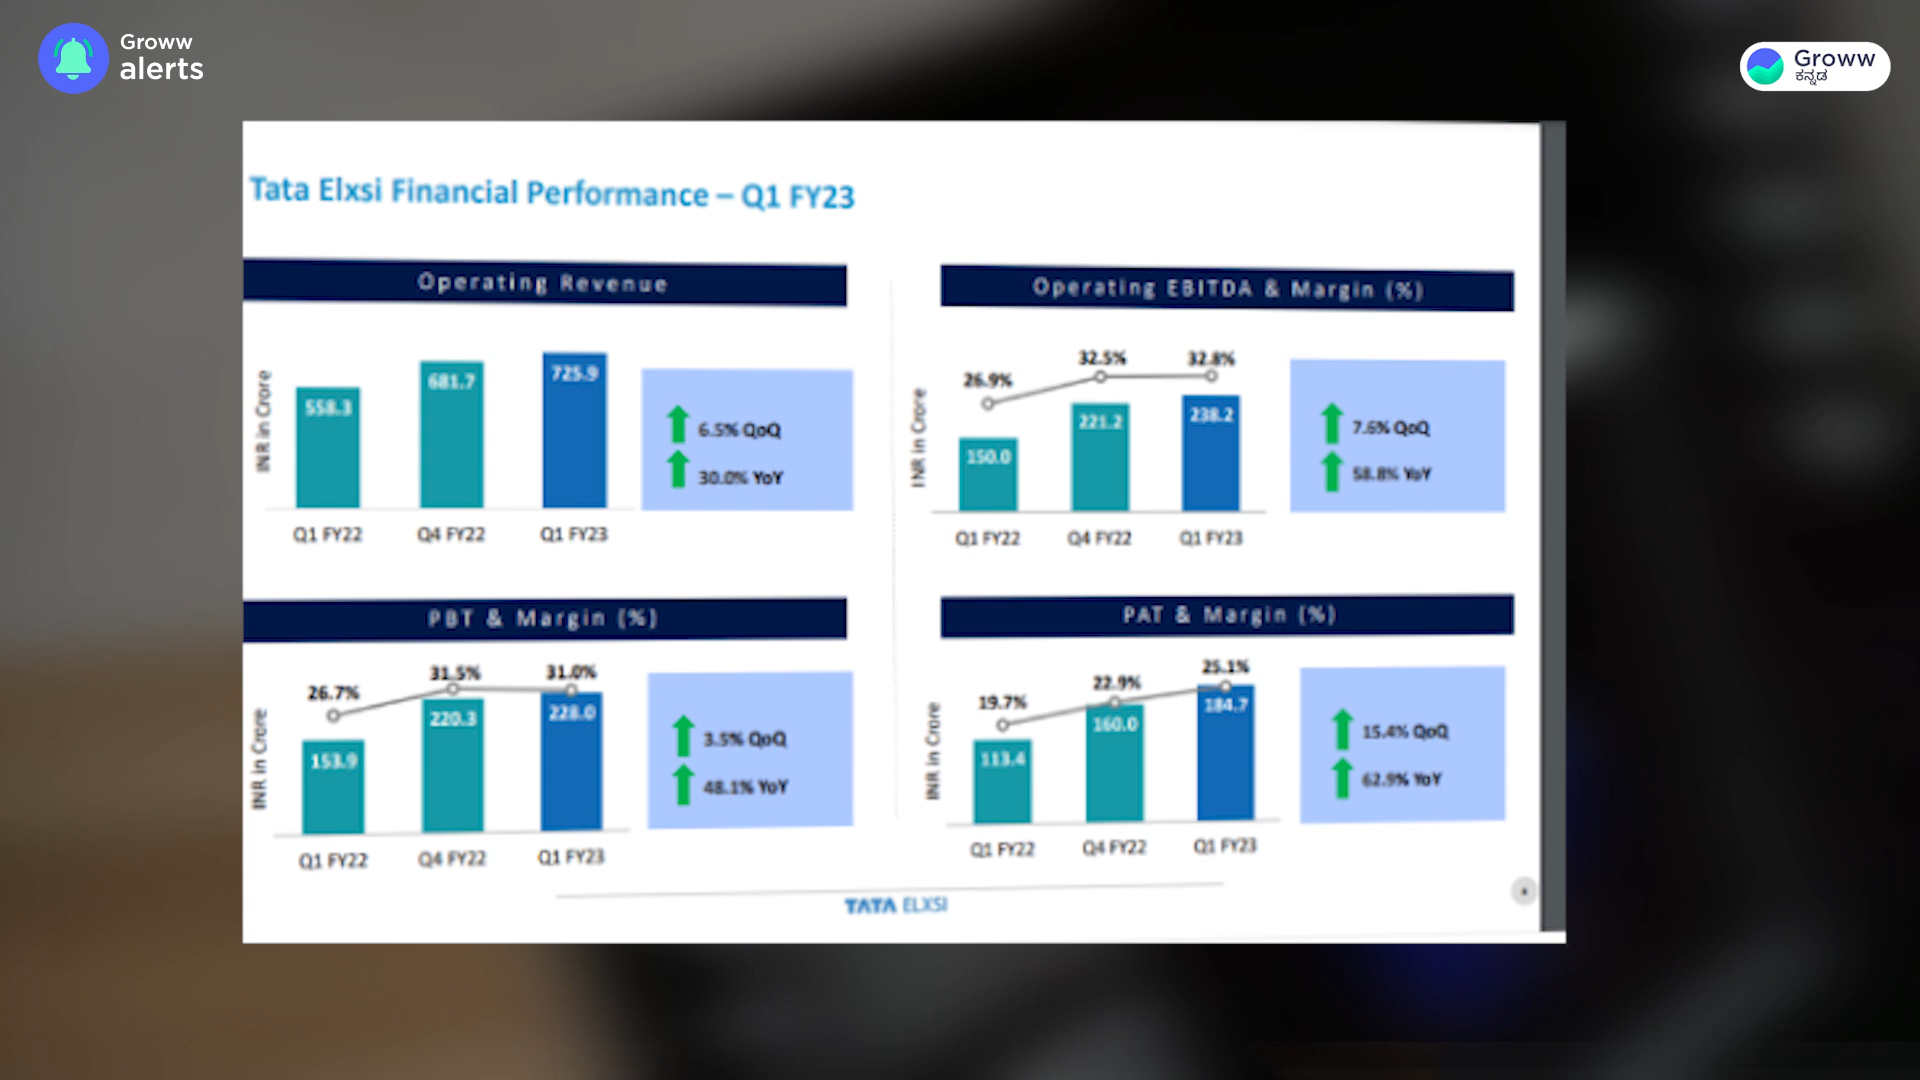 Groww
alerts
Groww
ಕನ್ನಡ
Tata Elxsi Financial Performance – Q1 FY23
Operating Revenue
INR in Crore
558.3
681.7
725.9
Q1 FY22
Q4 FY22
Q1 FY23
6.5% QoQ
30.0% YoY
Operating EBITDA & Margin (%)
INR in Crore
26.9%
32.5%
32.8%
150.0
221.2
238.2
Q1 FY22
Q4 FY22
Q1 FY23
7.6% QoQ
58.8% YoY
PBT & Margin (%)
INR in Crore
26.7%
31.5%
31.0%
153.9
220.3
228.0
Q1 FY22
Q4 FY22
Q1 FY23
3.5% QoQ
48.1% YoY
PAT & Margin (%)
INR in Crore
19.7%
22.9%
25.1%
113.4
160.0
184.7
Q1 FY22
Q4 FY22
Q1 FY23
15.4% QoQ
62.9% YoY
TATA ELXSI